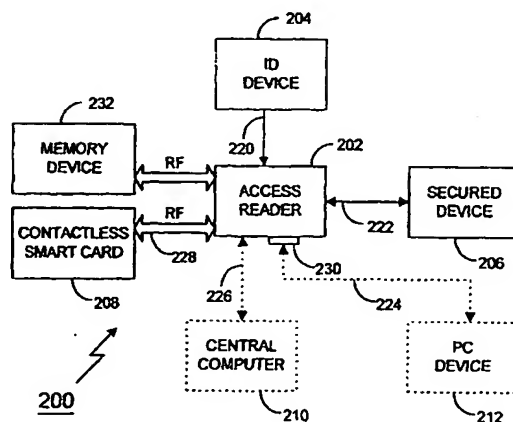 204
ID
DEVICE
232
220
202
MEMORY
DEVICE
RF
ACCESS
READER
SECURED
DEVICE
CONTACTLESS
SMART CARD
RF
228
222
206
208
226
230
224
CENTRAL
COMPUTER
PC
DEVICE
200
210
212